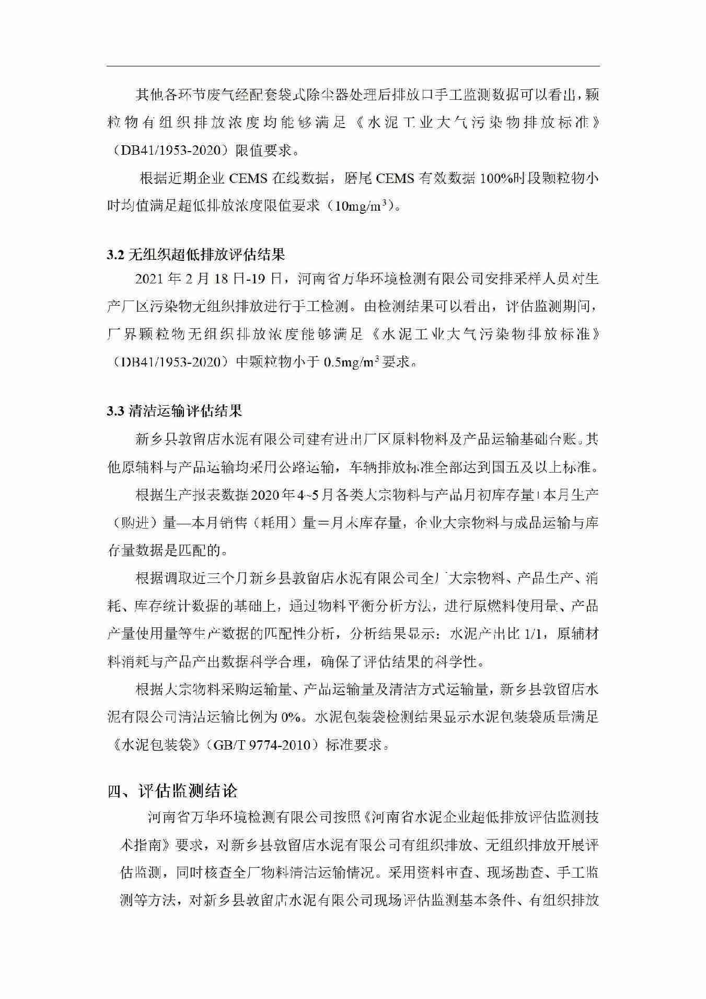 其他各环节废气经配套袋式除尘器处理后排放口手工监测数据可以看出，颗
粒物有组织排放浓度均能够满足《水泥工业大气污染物排放标准》
（DB41/1953-2020）限值要求。
根据近期企业 CEMS 在线数据，磨尾 CEMS 有效数据 100%时段颗粒物小
时均值满足超低排放浓度限值要求（10mg/m³）。
3.2 无组织超低排放评估结果
2021 年 2 月 18 日-19 日，河南省万华环境检测有限公司安排采样人员对生
产厂区污染物无组织排放进行手工检测。由检测结果可以看出，评估监测期间，
厂界颗粒物无组织排放浓度能够满足《水泥工业大气污染物排放标准》
（DB41/1953-2020）中颗粒物小于 0.5mg/m³ 要求。
3.3 清洁运输评估结果
新乡县敦留店水泥有限公司建有进出厂区原料物料及产品运输基础台账。其
他原辅料与产品运输均采用公路运输，车辆排放标准全部达到国五及以上标准。
根据生产报表数据 2020 年 4~5 月各类大宗物料与产品月初库存量+本月生产
（购进）量—本月销售（耗用）量＝月末库存量，企业大宗物料与成品运输与库
存量数据是匹配的。
根据调取近三个月新乡县敦留店水泥有限公司全厂大宗物料、产品生产、消
耗、库存统计数据的基础上，通过物料平衡分析方法，进行原燃料使用量、产品
产量使用量等生产数据的匹配性分析，分析结果显示：水泥产出比 1/1，原辅材
料消耗与产品产出数据科学合理，确保了评估结果的科学性。
根据大宗物料采购运输量、产品运输量及清洁方式运输量，新乡县敦留店水
泥有限公司清洁运输比例为 0%。水泥包装袋检测结果显示水泥包装袋质量满足
《水泥包装袋》（GB/T 9774-2010）标准要求。
四、评估监测结论
河南省万华环境检测有限公司按照《河南省水泥企业超低排放评估监测技
术指南》要求，对新乡县敦留店水泥有限公司有组织排放、无组织排放开展评
估监测，同时核查全厂物料清洁运输情况。采用资料审查、现场勘查、手工监
测等方法，对新乡县敦留店水泥有限公司现场评估监测基本条件、有组织排放